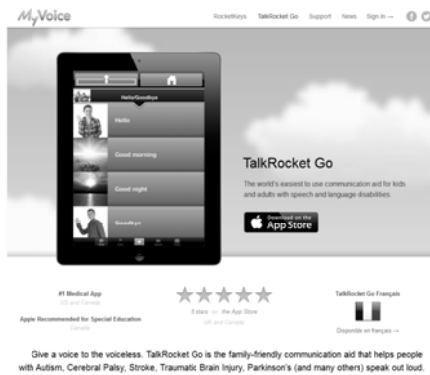 MyVoice
RocketKeys TalkRocket Go Support News Sign in →
Hello/Goodbye
Hello
Good morning
Good night
Goodbye
TalkRocket Go
The world's easiest to use communication aid for kids
and adults with speech and language disabilities.
Download on the
App Store
#1 Medical App
US and Canada
Apple Recommended for Special Education
Canada
5 stars on the App Store
UK and Canada
TalkRocket Go Français
Disponible en français →
Give a voice to the voiceless. TalkRocket Go is the family-friendly communication aid that helps people
with Autism, Cerebral Palsy, Stroke, Traumatic Brain Injury, Parkinson's (and many others) speak out loud.